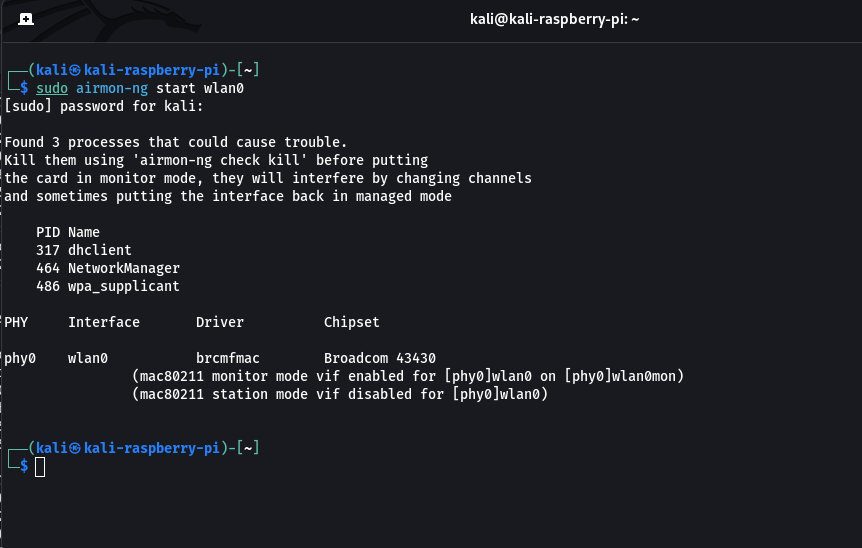 kali@kali-raspberry-pi: ~
┌──(kali㉿kali-raspberry-pi)-[~]
└─$ sudo airmon-ng start wlan0
[sudo] password for kali:
Found 3 processes that could cause trouble.
Kill them using 'airmon-ng check kill' before putting
the card in monitor mode, they will interfere by changing channels
and sometimes putting the interface back in managed mode
PID Name
317 dhclient
464 NetworkManager
486 wpa_supplicant
PHY Interface Driver Chipset
phy0 wlan0 brcmfmac Broadcom 43430
(mac80211 monitor mode vif enabled for [phy0]wlan0 on [phy0]wlan0mon)
(mac80211 station mode vif disabled for [phy0]wlan0)
┌──(kali㉿kali-raspberry-pi)-[~]
└─$